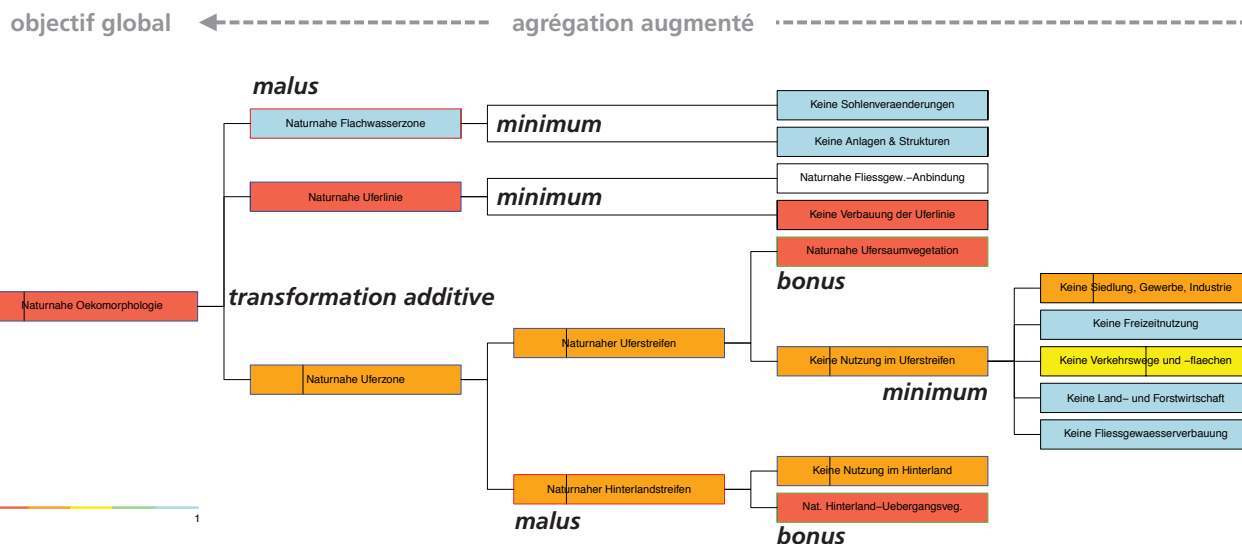 objectif global
agrégation augmenté
malus
Naturnahe Flachwasserzone
minimum
Keine Sohlenveraenderungen
Keine Anlagen & Strukturen
Naturnahe Uferlinie
minimum
Naturnahe Fliessgew.−Anbindung
Keine Verbauung der Uferlinie
Naturnahe Ufersaumvegetation
bonus
Naturnahe Oekomorphologie
transformation additive
Naturnahe Uferzone
Naturnaher Uferstreifen
Keine Nutzung im Uferstreifen
minimum
Keine Siedlung, Gewerbe, Industrie
Keine Freizeitnutzung
Keine Verkehrswege und −flaechen
Keine Land− und Forstwirtschaft
Keine Fliessgewaesserverbauung
Naturnaher Hinterlandstreifen
malus
Keine Nutzung im Hinterland
Nat. Hinterland−Uebergangsveg.
bonus
1